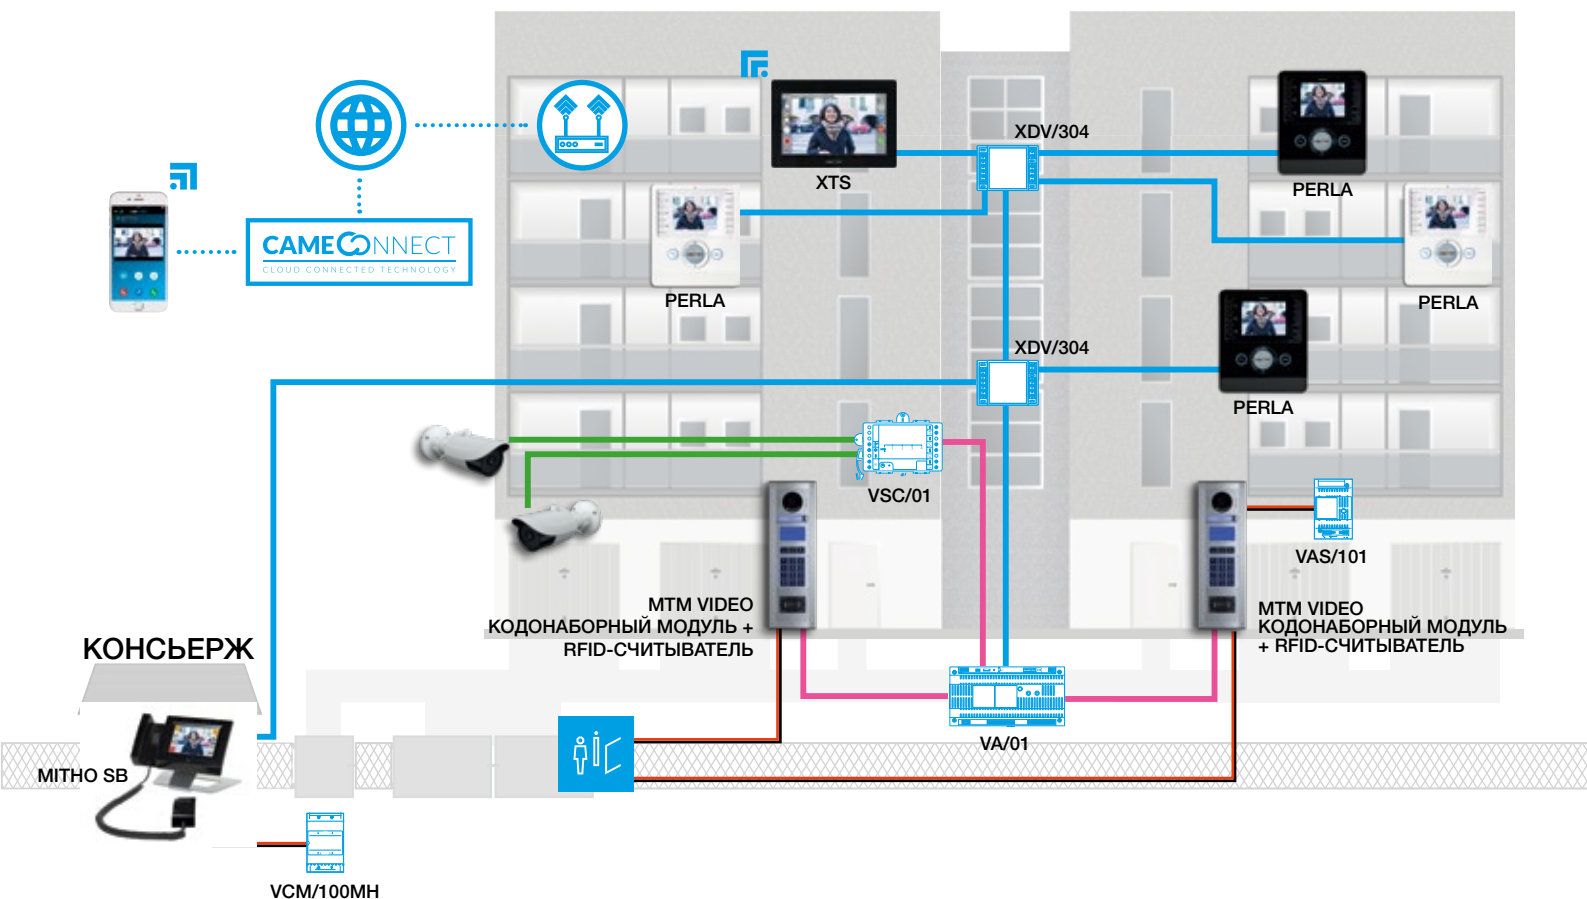 XDV/304
XTS
PERLA
CAMECONNECT
CLOUD CONNECTED TECHNOLOGY
PERLA
PERLA
XDV/304
PERLA
VSC/01
VAS/101
MTM VIDEO
КОДОНАБОРНЫЙ МОДУЛЬ +
RFID-СЧИТЫВАТЕЛЬ
MTM VIDEO
КОДОНАБОРНЫЙ МОДУЛЬ
+ RFID-СЧИТЫВАТЕЛЬ
КОНСЬЕРЖ
VA/01
MITHO SB
VCM/100MH